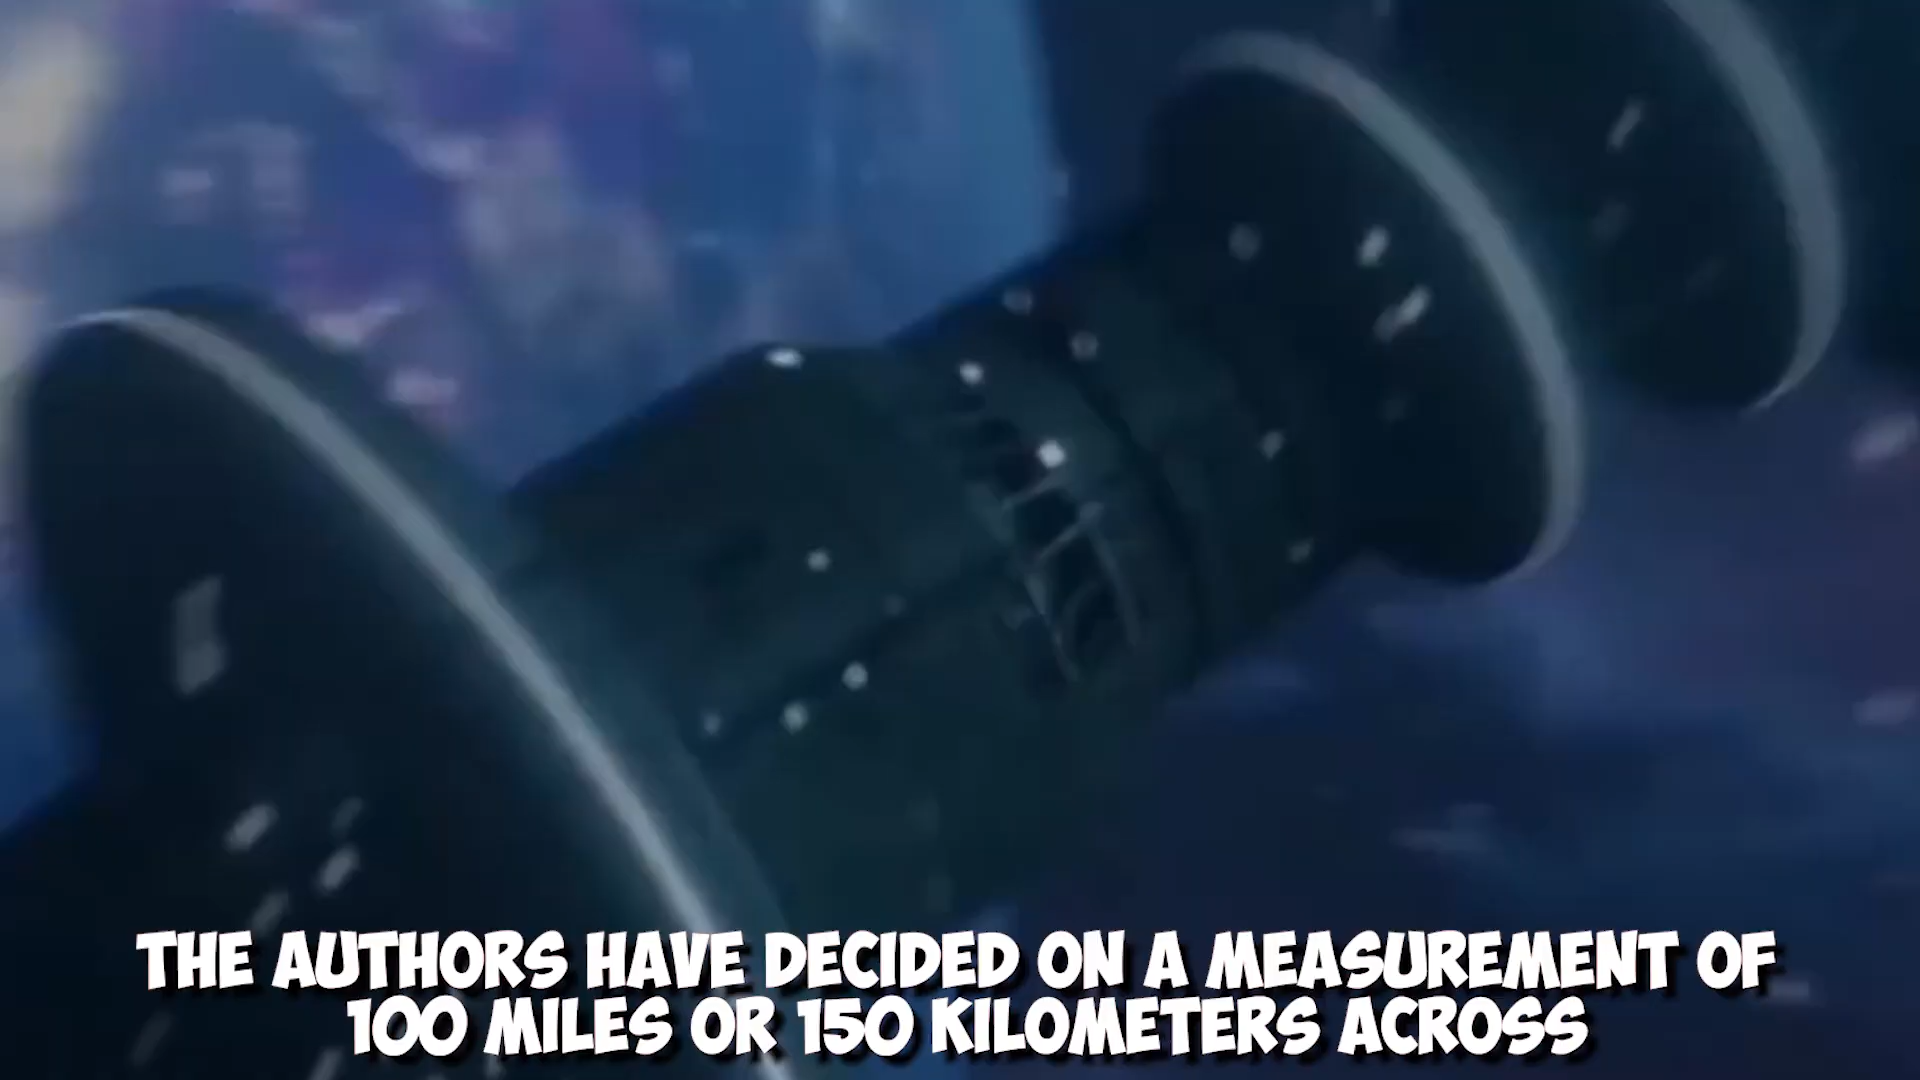 THE AUTHORS HAVE DECIDED ON A MEASUREMENT OF
100 MILES OR 150 KILOMETERS ACROSS